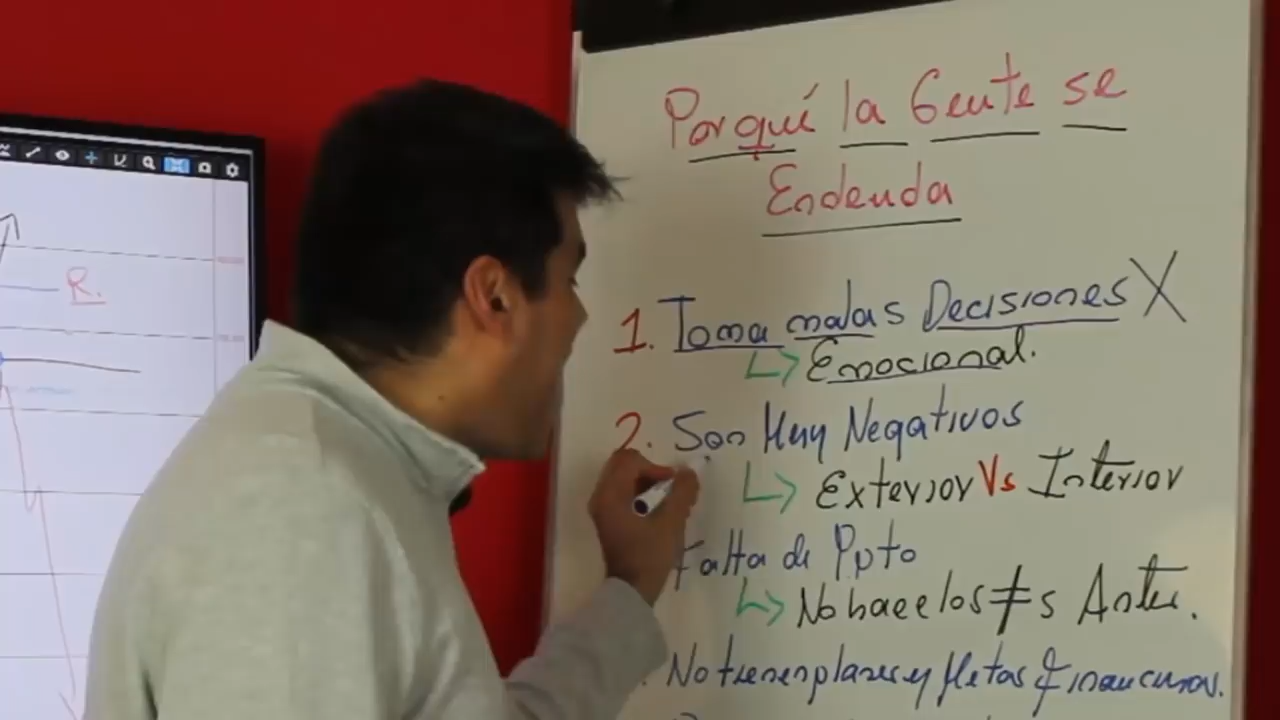 R.
Porqué la Gente se
Endeuda
1. Toma malas Decisiones X
Emocional.
2. Son Muy Negativos
Exterior Vs Interior
Falta de Ppto
No hace los ≠s Antes.
No tienen planes y Metas Financieras.